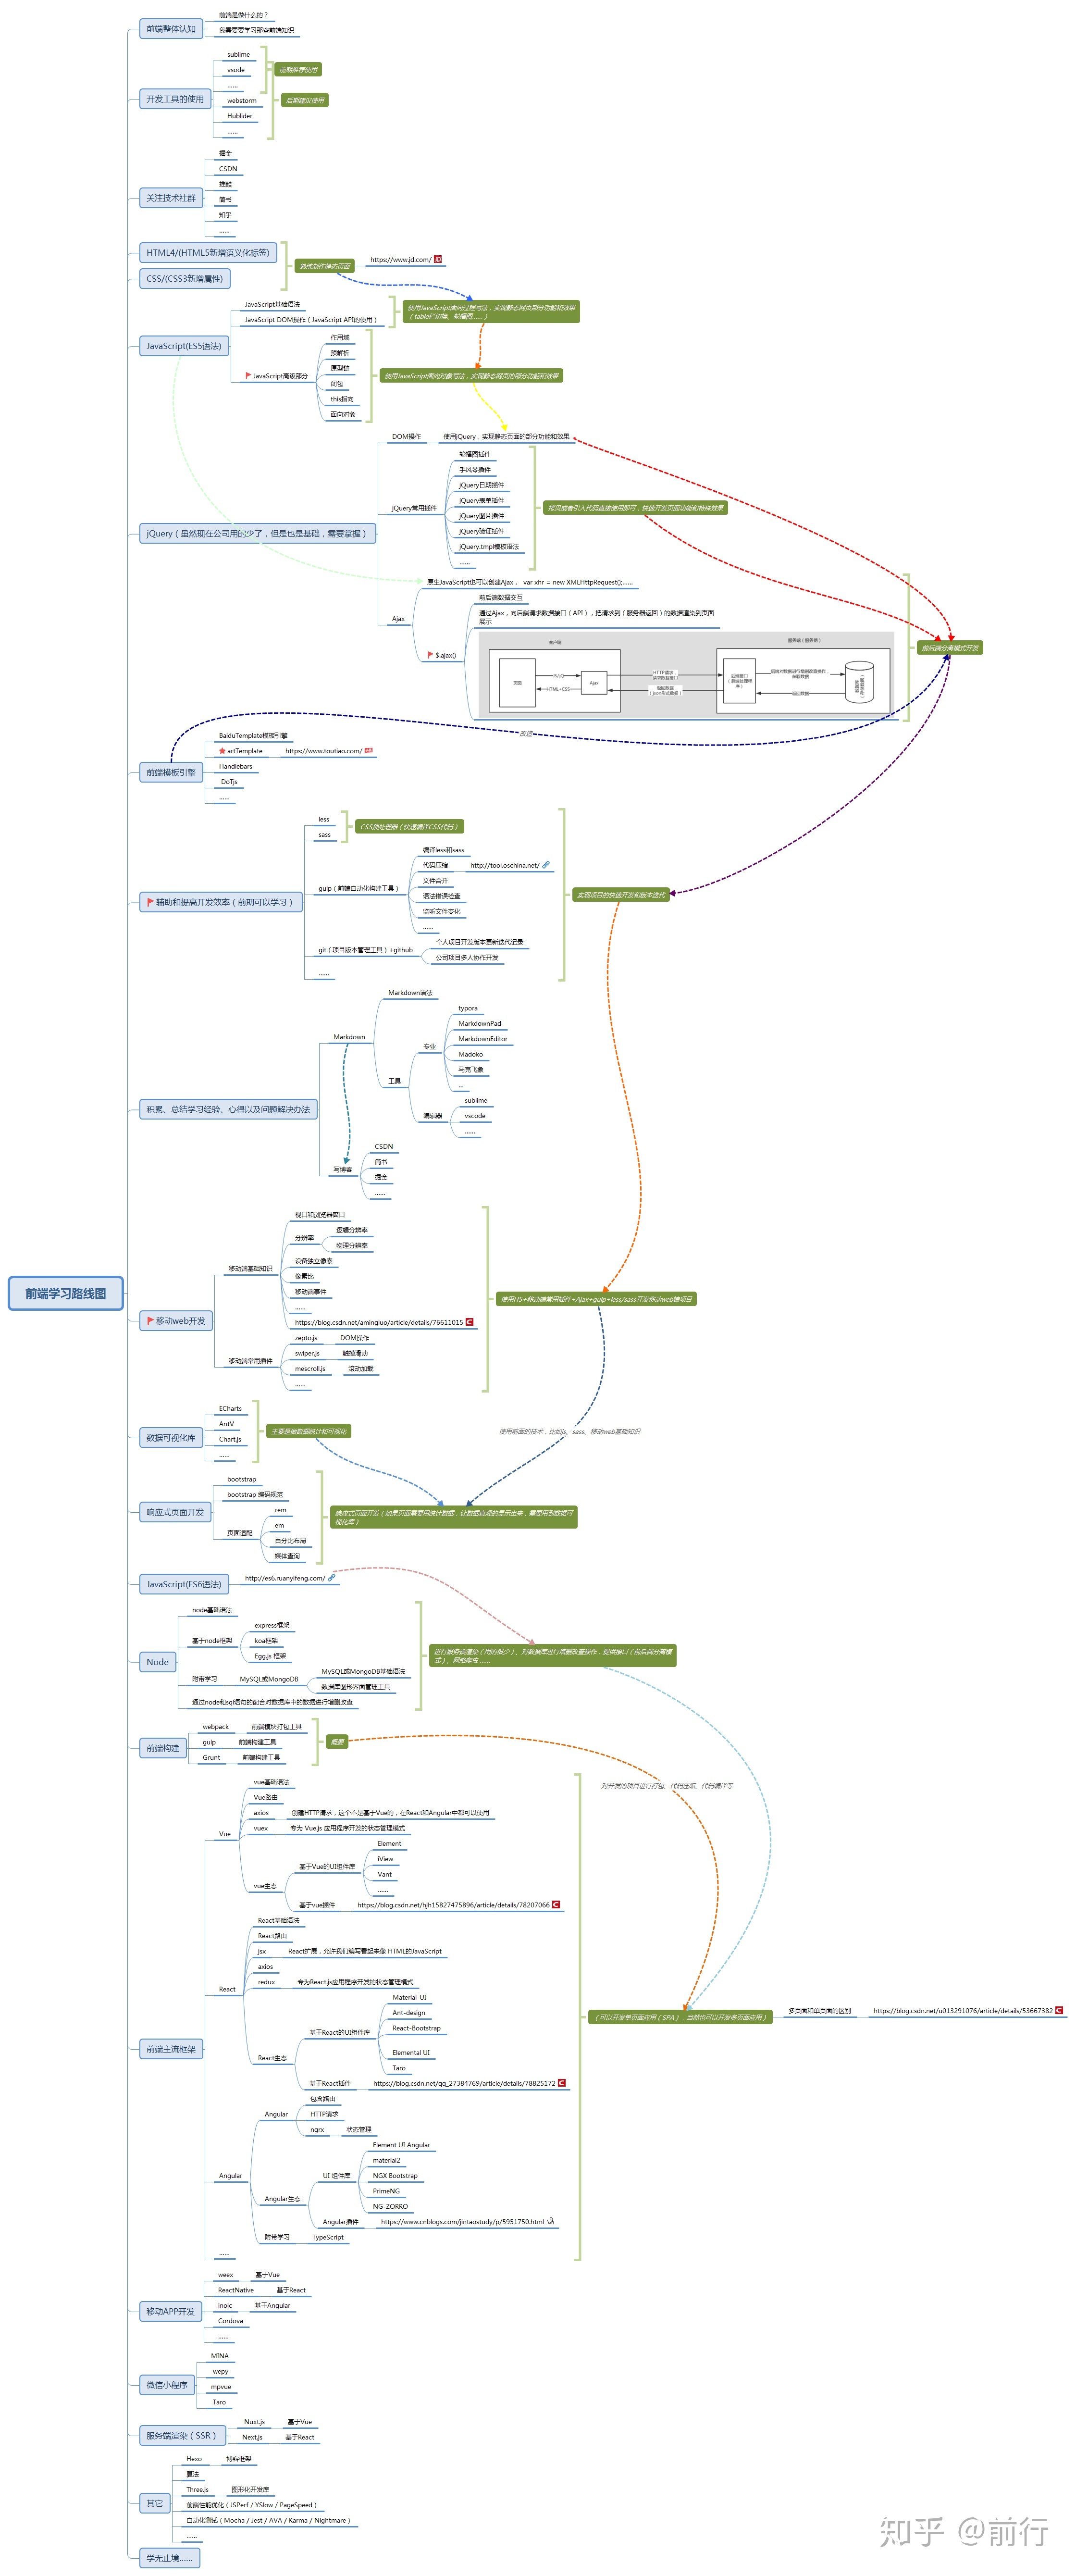 前端学习路线图
前端整体认知
前端是做什么的？
我需要要学习那些前端知识
开发工具的使用
sublime
vsode
……
前期推荐使用
webstorm
Hublider
……
后期建议使用
关注技术社群
掘金
CSDN
推酷
简书
知乎
……
HTML4/(HTML5新增语义化标签)
CSS/(CSS3新增属性)
熟练制作静态页面
https://www.jd.com/
JavaScript(ES5语法)
JavaScript基础语法
JavaScript DOM操作（JavaScript API的使用）
使用JavaScript面向过程写法，实现静态网页部分功能和效果
（table栏切换、轮播图……）
JavaScript高级部分
作用域
预解析
原型链
闭包
this指向
面向对象
使用JavaScript面向对象写法，实现静态网页的部分功能和效果
jQuery（虽然现在公司用的少了，但是也是基础，需要掌握）
DOM操作
使用jQuery，实现静态页面的部分功能和效果
jQuery常用插件
轮播图插件
手风琴插件
jQuery日期插件
jQuery表单插件
jQuery图片插件
jQuery验证插件
jQuery.tmpl模板语法
……
拷贝或者引入代码直接使用即可，快速开发页面功能和特殊效果
Ajax
原生JavaScript也可以创建Ajax， var xhr = new XMLHttpRequest();……
$.ajax()
前后端数据交互
通过Ajax，向后端请求数据接口（API），把请求到（服务器返回）的数据渲染到页面
展示
客户端
服务端（服务器）
页面
JS/JQ
HTML+CSS
Ajax
HTTP请求
请求数据接口
返回数据
（json形式数据）
后端接口
（后端处理程
序）
后端对数据进行增删改查操作
获取数据
返回数据
前后端分离模式开发
改造
前端模板引擎
BaiduTemplate模板引擎
artTemplate
https://www.toutiao.com/
Handlebars
DoTjs
……
辅助和提高开发效率（前期可以学习）
less
sass
CSS预处理器（快速编译CSS代码）
gulp（前端自动化构建工具）
编译less和sass
代码压缩
http://tool.oschina.net/
文件合并
语法错误检查
监听文件变化
……
git（项目版本管理工具）+github
个人项目开发版本更新迭代记录
公司项目多人协作开发
……
实现项目的快速开发和版本迭代
积累、总结学习经验、心得以及问题解决办法
Markdown
Markdown语法
工具
专业
typora
MarkdownPad
MarkdownEditor
Madoko
马克飞象
...
编辑器
sublime
vscode
……
写博客
CSDN
简书
掘金
……
移动web开发
移动端基础知识
视口和浏览器窗口
分辨率
逻辑分辨率
物理分辨率
设备独立像素
像素比
移动端事件
……
https://blog.csdn.net/amingluo/article/details/76611015
移动端常用插件
zepto.js
DOM操作
swiper.js
触摸滑动
mescroll.js
滚动加载
……
使用H5+移动端常用插件+Ajax+gulp+less/sass开发移动web端项目
使用前面的技术，比如js、sass、移动web基础知识
数据可视化库
ECharts
AntV
Chart.js
……
主要是做数据统计和可视化
响应式页面开发
bootstrap
bootstrap 编码规范
页面适配
rem
em
百分比布局
媒体查询
响应式页面开发（如果页面需要用统计数据，让数据直观的显示出来，需要用到数据可
视化库）
JavaScript(ES6语法)
http://es6.ruanyifeng.com/
Node
node基础语法
基于node框架
express框架
koa框架
Egg.js 框架
附带学习
MySQL或MongoDB
MySQL或MongoDB基础语法
数据库图形界面管理工具
通过node和sql语句的配合对数据库中的数据进行增删改查
进行服务端渲染（用的很少）、对数据库进行增删改查操作，提供接口（前后端分离模
式）、网络爬虫……
前端构建
webpack
前端模块打包工具
gulp
前端构建工具
Grunt
前端构建工具
概要
对开发的项目进行打包、代码压缩、代码编译等
前端主流框架
Vue
vue基础语法
Vue路由
axios
创建HTTP请求，这个不是基于Vue的，在React和Angular中都可以使用
vuex
专为 Vue.js 应用程序开发的状态管理模式
vue生态
基于Vue的UI组件库
Element
iView
Vant
……
基于vue插件
https://blog.csdn.net/hjh15827475896/article/details/78207066
React
React基础语法
React路由
jsx
React扩展，允许我们编写看起来像 HTML的JavaScript
axios
redux
专为React.js应用程序开发的状态管理模式
React生态
基于React的UI组件库
Material-UI
Ant-design
React-Bootstrap
Elemental UI
Taro
基于React插件
https://blog.csdn.net/qq_27384769/article/details/78825172
Angular
Angular
包含路由
HTTP请求
ngrx
状态管理
Angular生态
UI 组件库
Element UI Angular
material2
NGX Bootstrap
PrimeNG
NG-ZORRO
Angular插件
https://www.cnblogs.com/jintaostudy/p/5951750.html
附带学习
TypeScript
……
（可以开发单页面应用（SPA），当然也可以开发多页面应用）
多页面和单页面的区别
https://blog.csdn.net/u013291076/article/details/53667382
移动APP开发
weex
基于Vue
ReactNative
基于React
inoic
基于Angular
Cordova
……
微信小程序
MINA
wepy
mpvue
Taro
服务端渲染（SSR）
Nuxt.js
基于Vue
Next.js
基于React
其它
Hexo
博客框架
算法
Three.js
图形化开发库
前端性能优化（JSPerf / YSlow / PageSpeed）
自动化测试（Mocha / Jest / AVA / Karma / Nightmare）
……
学无止境……
知乎 @前行